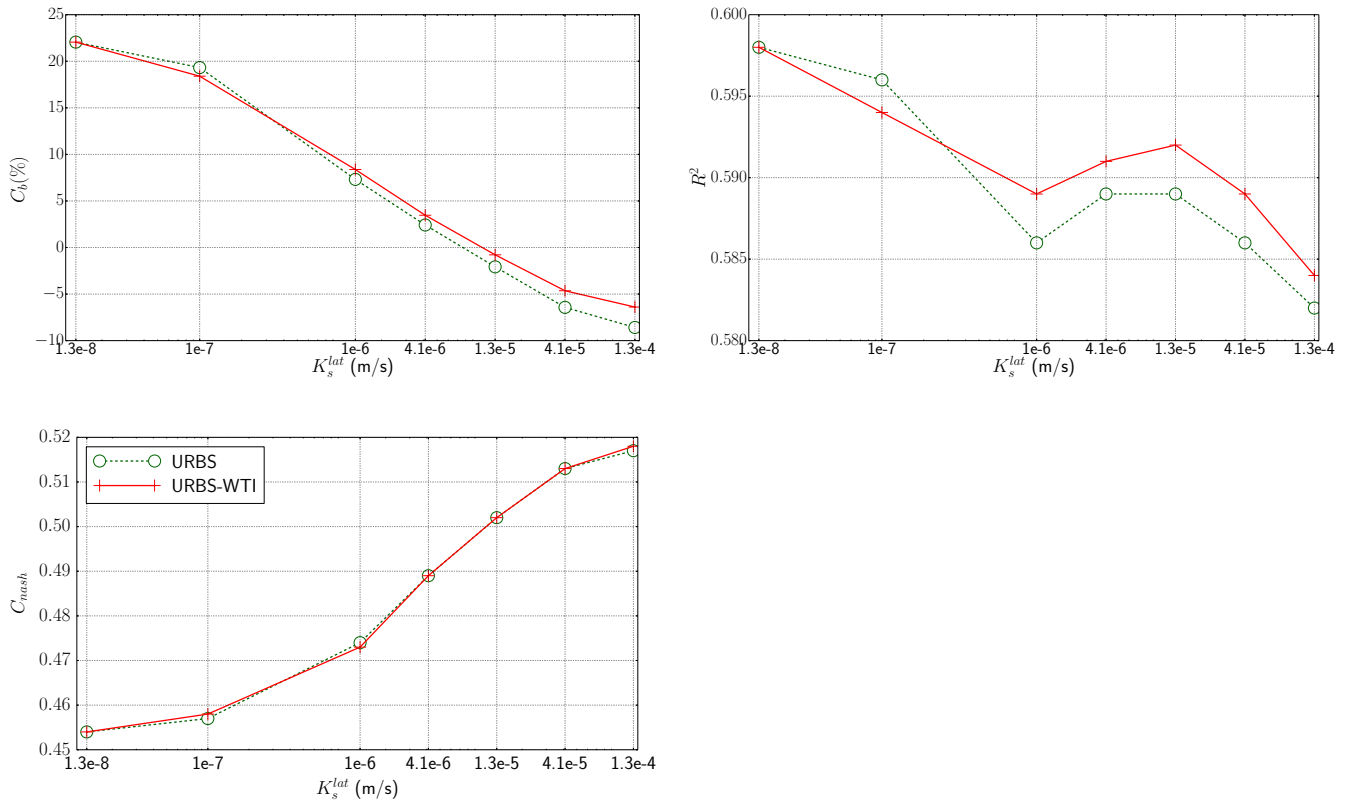 25
20
15
10
5
0
−5
−10
C_b(%)
1.3e-8 1e-7 1e-6 4.1e-6 1.3e-5 4.1e-5 1.3e-4
K_s^{lat} (m/s)
0.600
0.595
0.590
0.585
0.580
R^2
1.3e-8 1e-7 1e-6 4.1e-6 1.3e-5 4.1e-5 1.3e-4
K_s^{lat} (m/s)
0.52
0.51
0.50
0.49
0.48
0.47
0.46
0.45
C_{nash}
URBS
URBS-WTI
1.3e-8 1e-7 1e-6 4.1e-6 1.3e-5 4.1e-5 1.3e-4
K_s^{lat} (m/s)